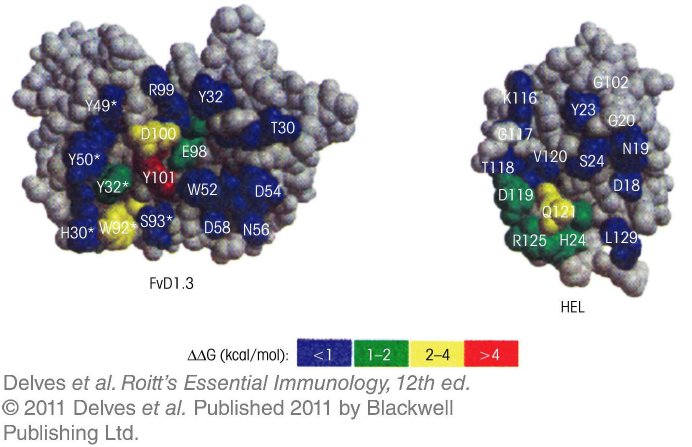 R99
Y32
Y49*
D100
T30
E98
Y50*
Y101
Y32*
W52
D54
S93*
H30*
W92*
D58
N56
FvD1.3
G102
K116
Y23
G20
G117
N19
V120
S24
T118
D18
D119
Q121
R125
H24
L129
HEL
ΔΔG (kcal/mol): <1 1–2 2–4 >4
Delves et al. Roitt's Essential Immunology, 12th ed.
© 2011 Delves et al. Published 2011 by Blackwell
Publishing Ltd.